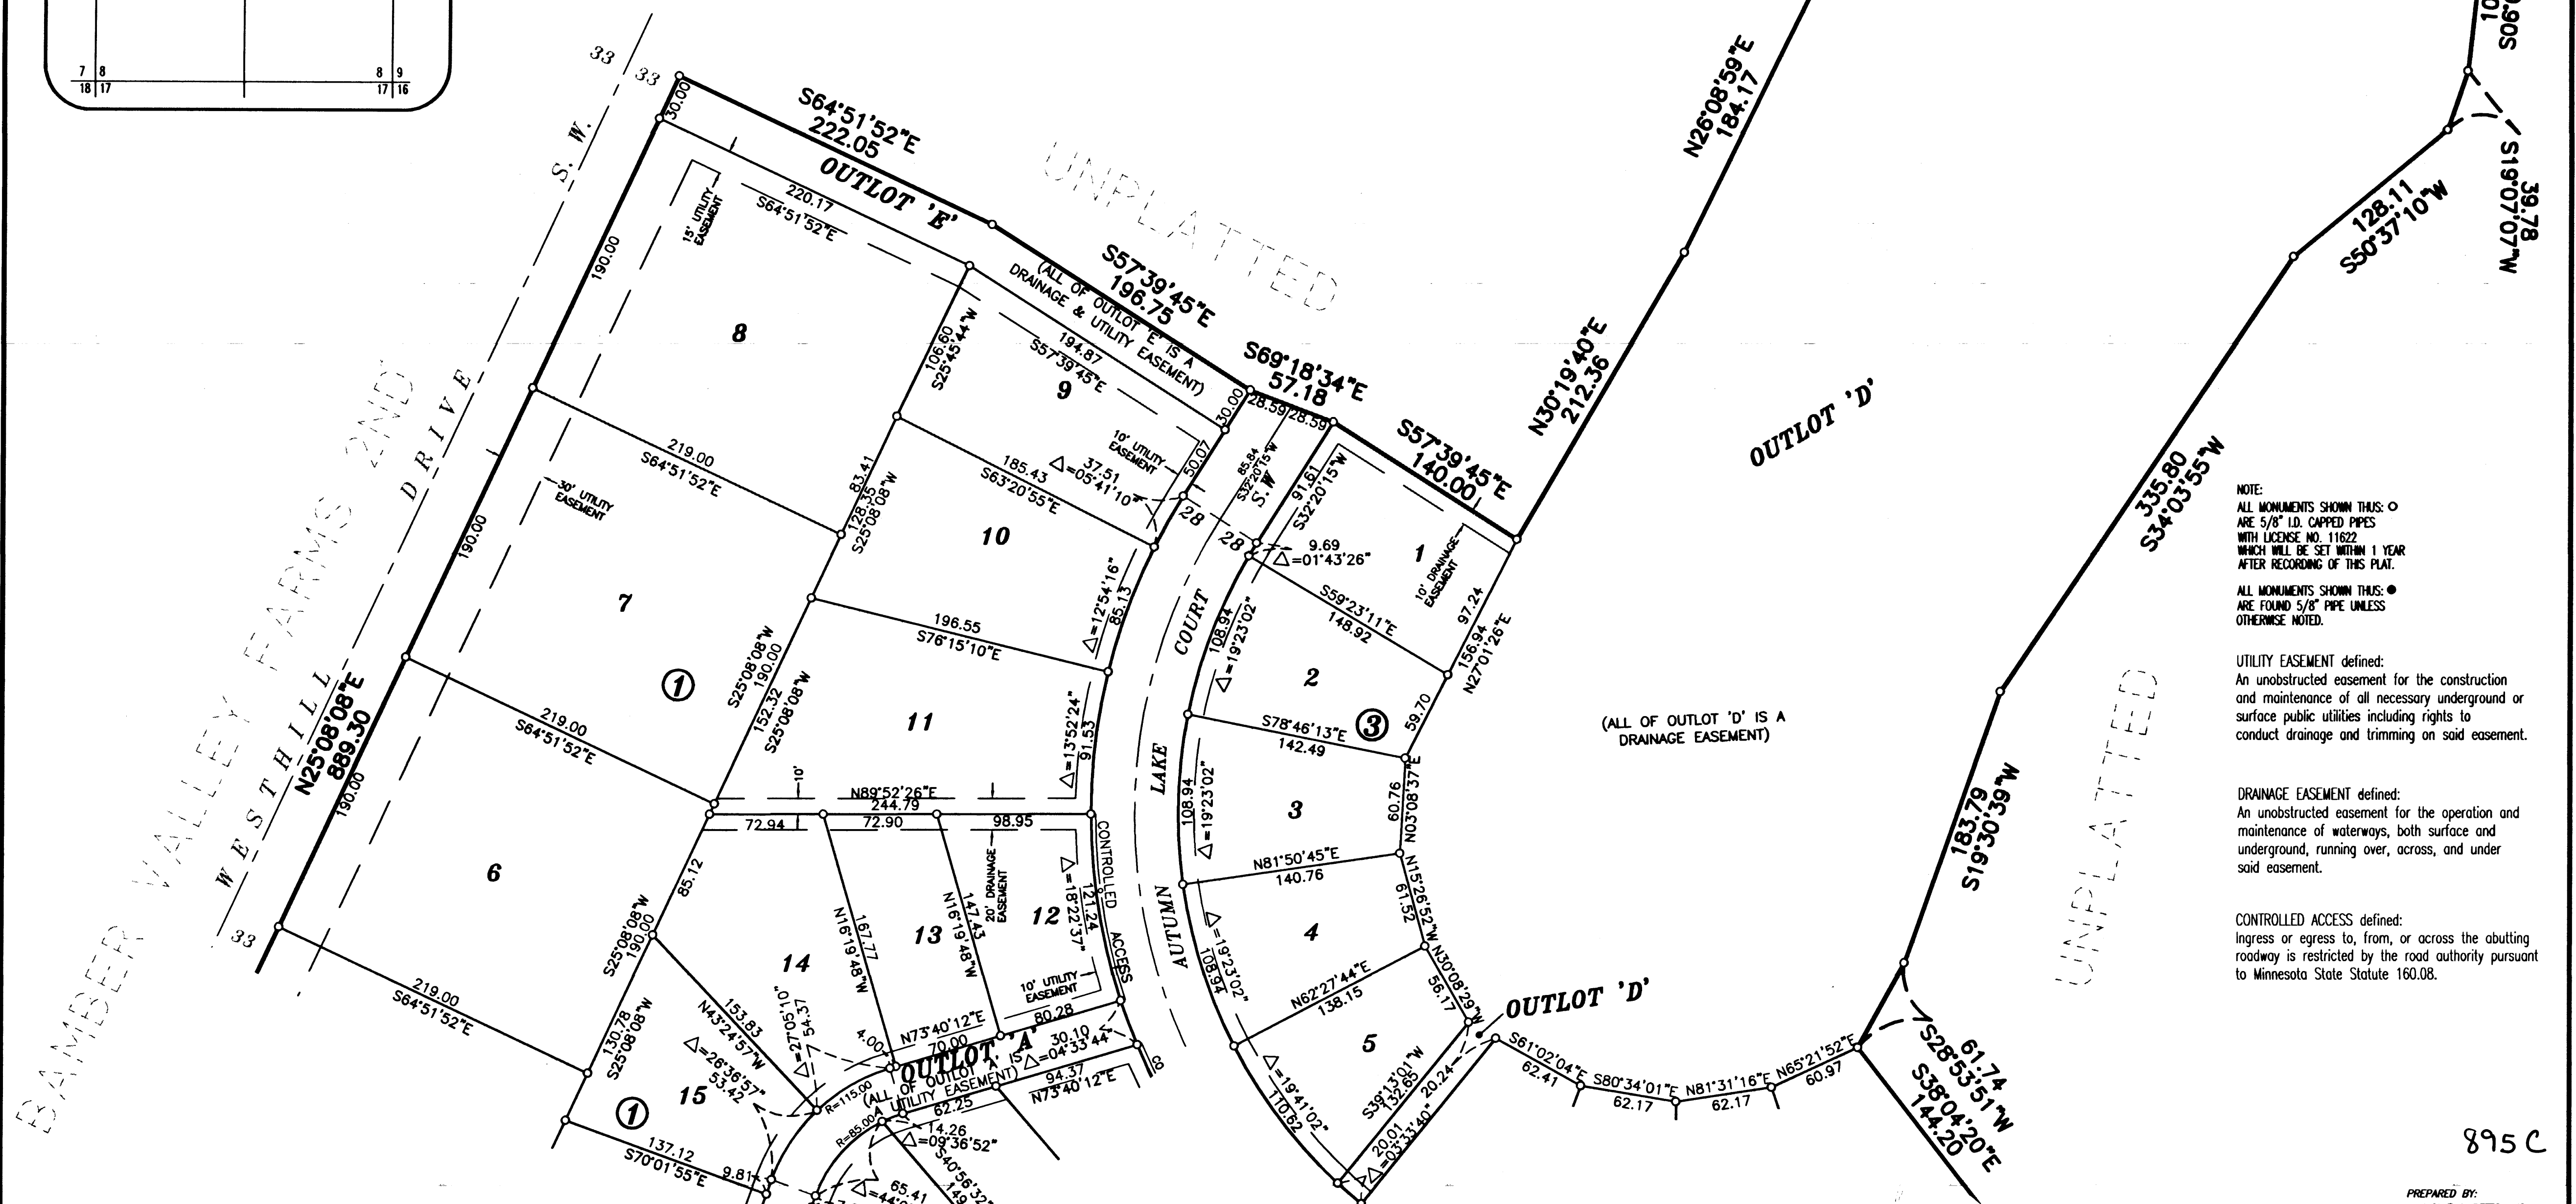 7 8
18 17
8 9
17 16
33
33
S. W.
30.00
S64°51'52"E
222.05
OUTLOT 'E'
220.17
S64°51'52"E
15' UTILITY
EASEMENT
190.00
8
UNPLATTED
S57°39'45"E
196.75
(ALL OF OUTLOT 'E' IS A
DRAINAGE & UTILITY EASEMENT)
194.87
S57°39'45"E
106.60
S25°45'44"W
9
10' UTILITY
EASEMENT
30.00
50.07
S69°18'34"E
57.18
28.59
28.59
85.84
S32°20'15"W
S.W
91.61
S32°20'15"W
S57°39'45"E
140.00
N26°08'59"E
184.17
N30°19'40"E
212.36
OUTLOT 'D'
10
0.90S
39.78
S19°07'07"W
128.11
S50°37'10"W
335.80
S34°03'55"W
BAMBER VALLEY FARMS 2ND
WESTHILL DRIVE
219.00
S64°51'52"E
30' UTILITY
EASEMENT
83.41
128.35
S25°08'08"W
185.43
S63°20'55"E
37.51
△=05°41'10"
28
28
10
9.69
△=01°43'26"
1
10' DRAINAGE
EASEMENT
97.24
156.94
N27°01'26"E
190.00
7
1
196.55
S76°15'10"E
△=12°54'16"
85.13
COURT
108.94
△=19°23'02"
S59°23'11"E
148.92
2
3
59.70
S78°46'13"E
142.49
N25°08'08"E
889.30
190.00
219.00
S64°51'52"E
S25°08'08"W
190.00
152.32
S25°08'08"W
11
△=13°52'24"
91.53
LAKE
108.94
△=19°23'02"
3
60.76
N03°08'37"E
(ALL OF OUTLOT 'D' IS A
DRAINAGE EASEMENT)
10'
N89°52'26"E
244.79
72.94
72.90
98.95
20' DRAINAGE
EASEMENT
CONTROLLED ACCESS
△=18°22'37"
121.24
12
10' UTILITY
EASEMENT
AUTUMN
N81°50'45"E
140.76
N15°26'52"W
61.52
4
△=19°23'02"
108.94
6
33
85.12
S25°08'08"W
190.00
N16°19'48"W
167.77
13
N16°19'48"W
147.43
14
219.00
S64°51'52"E
130.78
S25°08'08"W
153.83
N43°24'57"W
△=27°05'10"
54.37
4.00
N73°40'12"E
70.00
80.28
OUTLOT 'A'
(ALL OF OUTLOT 'A' IS
A UTILITY EASEMENT)
30.10
△=04°33'44"
94.37
N73°40'12"E
CO
62.25
14.26
△=09°36'52"
△=26°36'57"
53.42
15
1
R=115.00
R=85.00
137.12
S70°01'55"E
9.81
65.41
S40°56'32"
N62°27'44"E
138.15
N30°08'29"W
56.17
5
△=19°41'02"
110.62
S39°13'01"W
132.65
20.24
20.01
△=03°33'40"
OUTLOT 'D'
S61°02'04"E
62.41
S80°34'01"E
62.17
N81°31'16"E
62.17
N65°21'52"E
60.97
183.79
S19°30'39"W
61.74
S28°53'51"W
S38°04'20"E
144.20
UNPLATTED
NOTE:
ALL MONUMENTS SHOWN THUS: O
ARE 5/8" I.D. CAPPED PIPES
WITH LICENSE NO. 11622
WHICH WILL BE SET WITHIN 1 YEAR
AFTER RECORDING OF THIS PLAT.
ALL MONUMENTS SHOWN THUS: ●
ARE FOUND 5/8" PIPE UNLESS
OTHERWISE NOTED.
UTILITY EASEMENT defined:
An unobstructed easement for the construction
and maintenance of all necessary underground or
surface public utilities including rights to
conduct drainage and trimming on said easement.
DRAINAGE EASEMENT defined:
An unobstructed easement for the operation and
maintenance of waterways, both surface and
underground, running over, across, and under
said easement.
CONTROLLED ACCESS defined:
Ingress or egress to, from, or across the abutting
roadway is restricted by the road authority pursuant
to Minnesota State Statute 160.08.
895 C
PREPARED BY: